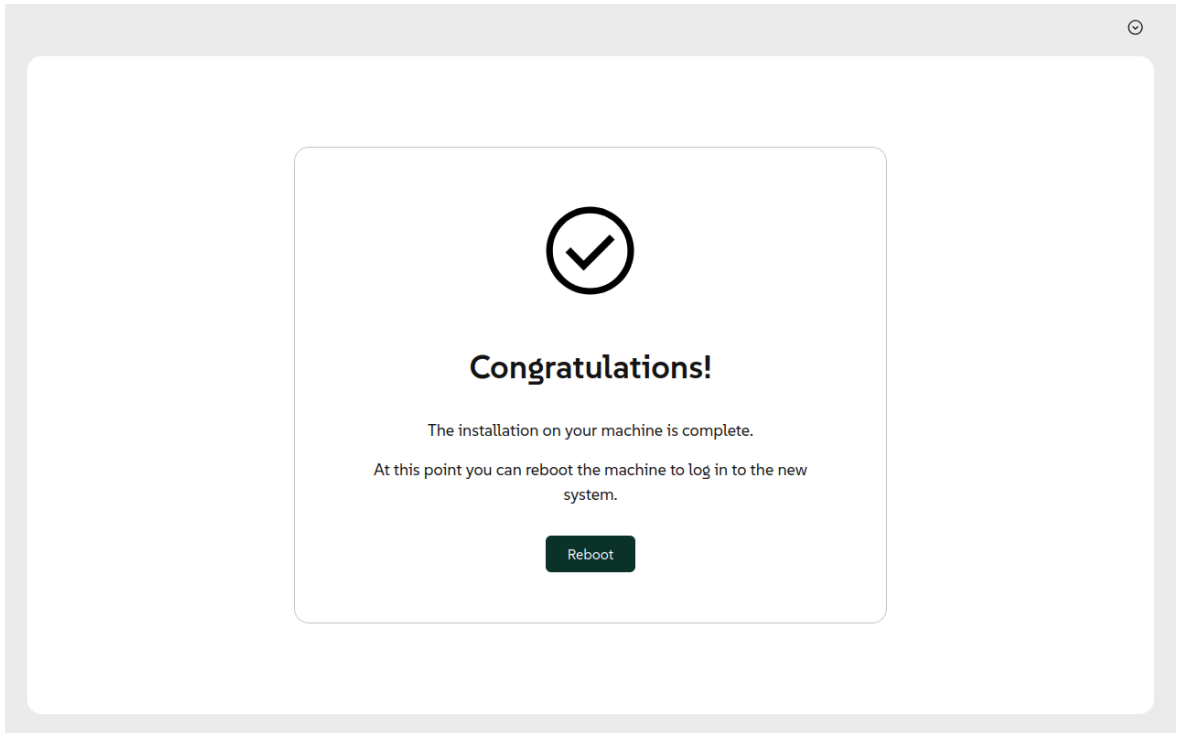 Congratulations!
The installation on your machine is complete.
At this point you can reboot the machine to log in to the new
system.
Reboot